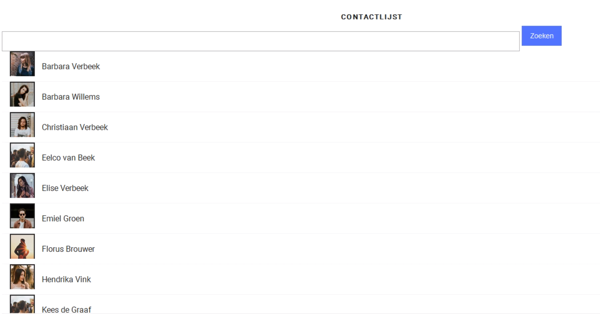 CONTACTLIJST
Zoeken
Barbara Verbeek
Barbara Willems
Christiaan Verbeek
Eelco van Beek
Elise Verbeek
Emiel Groen
Florus Brouwer
Hendrika Vink
Kees de Graaf